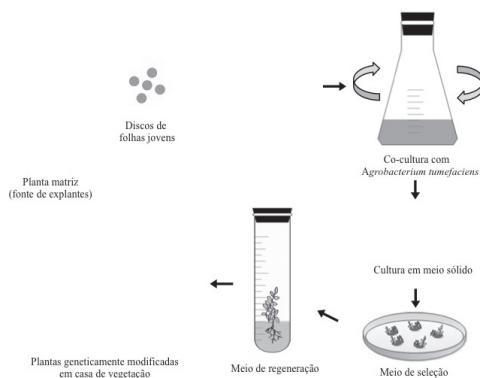 Discos de
folhas jovens
Co-cultura com
Agrobacterium tumefaciens
Planta matriz
(fonte de explantes)
Cultura em meio sólido
Meio de seleção
Meio de regeneração
Plantas geneticamente modificadas
em casa de vegetação